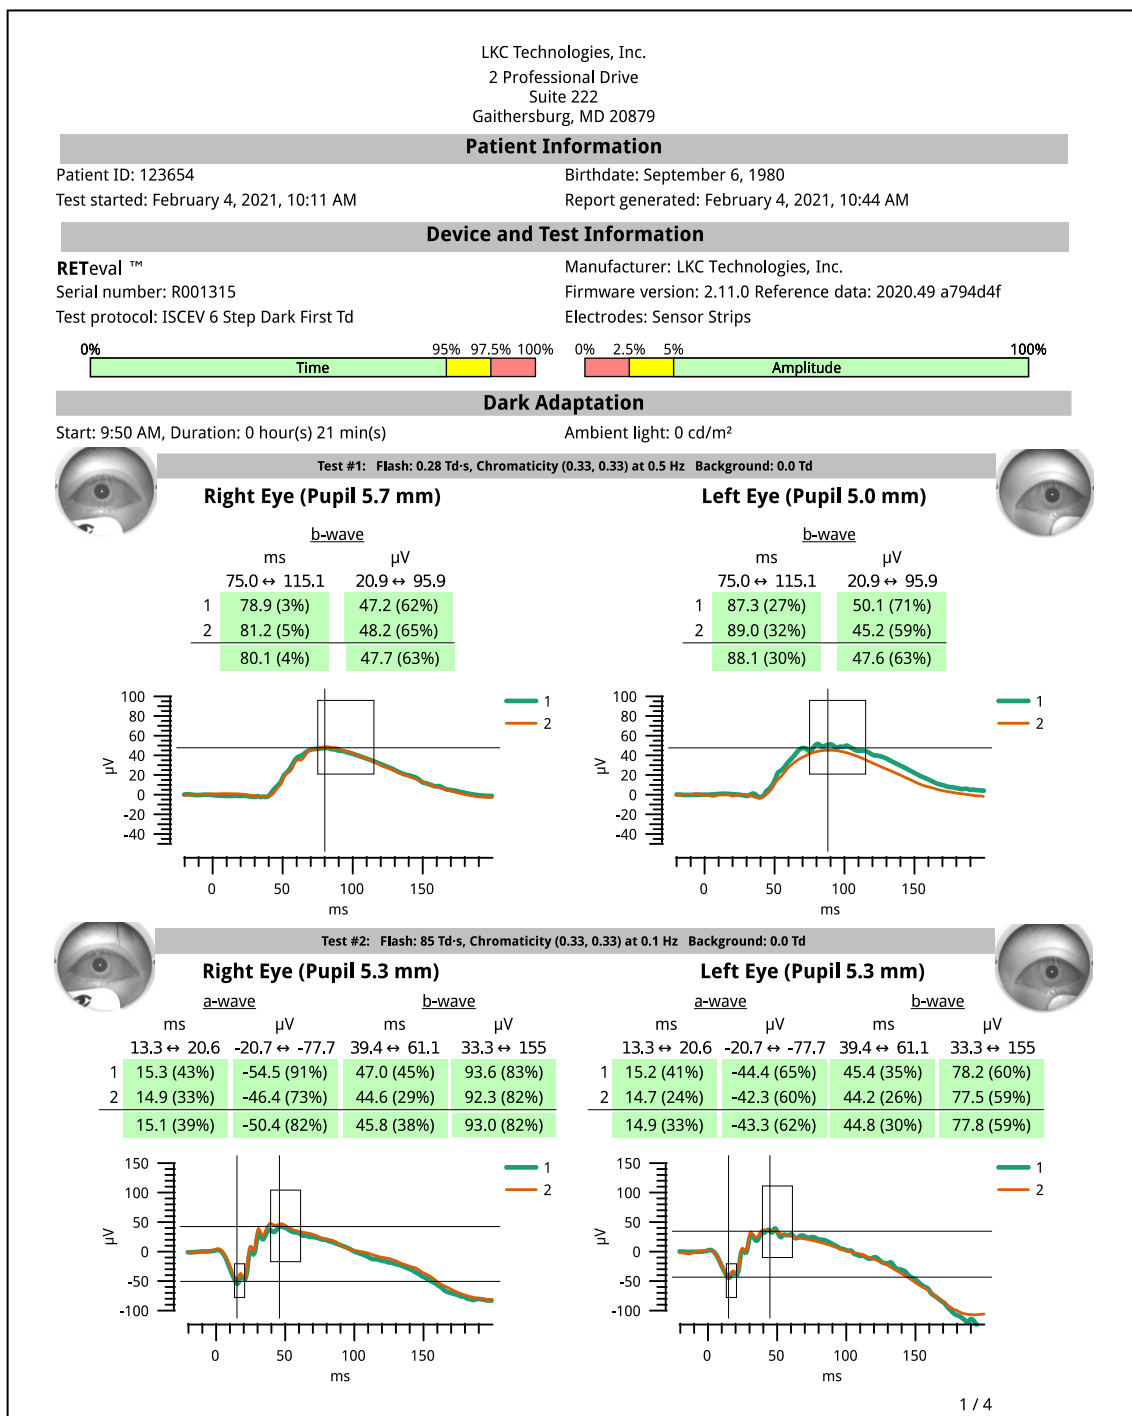 LKC Technologies, Inc.
2 Professional Drive
Suite 222
Gaithersburg, MD 20879
Patient Information
Patient ID: 123654 Birthdate: September 6, 1980
Test started: February 4, 2021, 10:11 AM Report generated: February 4, 2021, 10:44 AM
Device and Test Information
RETeval ™ Manufacturer: LKC Technologies, Inc.
Serial number: R001315 Firmware version: 2.11.0 Reference data: 2020.49 a794d4f
Test protocol: ISCEV 6 Step Dark First Td Electrodes: Sensor Strips
0% 95% 97.5% 100% 0% 2.5% 5% 100%
Time Amplitude
Dark Adaptation
Start: 9:50 AM, Duration: 0 hour(s) 21 min(s) Ambient light: 0 cd/m²
Test #1: Flash: 0.28 Td·s, Chromaticity (0.33, 0.33) at 0.5 Hz Background: 0.0 Td
Right Eye (Pupil 5.7 mm) Left Eye (Pupil 5.0 mm)
b-wave b-wave
ms µV ms µV
75.0 ↔ 115.1 20.9 ↔ 95.9 75.0 ↔ 115.1 20.9 ↔ 95.9
1 78.9 (3%) 47.2 (62%) 1 87.3 (27%) 50.1 (71%)
2 81.2 (5%) 48.2 (65%) 2 89.0 (32%) 45.2 (59%)
80.1 (4%) 47.7 (63%) 88.1 (30%) 47.6 (63%)
100 1 100 1
80 2 80 2
60 60
40 40
µV 20 µV 20
0 0
-20 -20
-40 -40
0 50 100 150 0 50 100 150
ms ms
Test #2: Flash: 85 Td·s, Chromaticity (0.33, 0.33) at 0.1 Hz Background: 0.0 Td
Right Eye (Pupil 5.3 mm) Left Eye (Pupil 5.3 mm)
a-wave b-wave a-wave b-wave
ms µV ms µV ms µV ms µV
13.3 ↔ 20.6 -20.7 ↔ -77.7 39.4 ↔ 61.1 33.3 ↔ 155 13.3 ↔ 20.6 -20.7 ↔ -77.7 39.4 ↔ 61.1 33.3 ↔ 155
1 15.3 (43%) -54.5 (91%) 47.0 (45%) 93.6 (83%) 1 15.2 (41%) -44.4 (65%) 45.4 (35%) 78.2 (60%)
2 14.9 (33%) -46.4 (73%) 44.6 (29%) 92.3 (82%) 2 14.7 (24%) -42.3 (60%) 44.2 (26%) 77.5 (59%)
15.1 (39%) -50.4 (82%) 45.8 (38%) 93.0 (82%) 14.9 (33%) -43.3 (62%) 44.8 (30%) 77.8 (59%)
150 1 150 1
100 2 100 2
µV 50 µV 50
0 0
-50 -50
-100 -100
0 50 100 150 0 50 100 150
ms ms
1 / 4